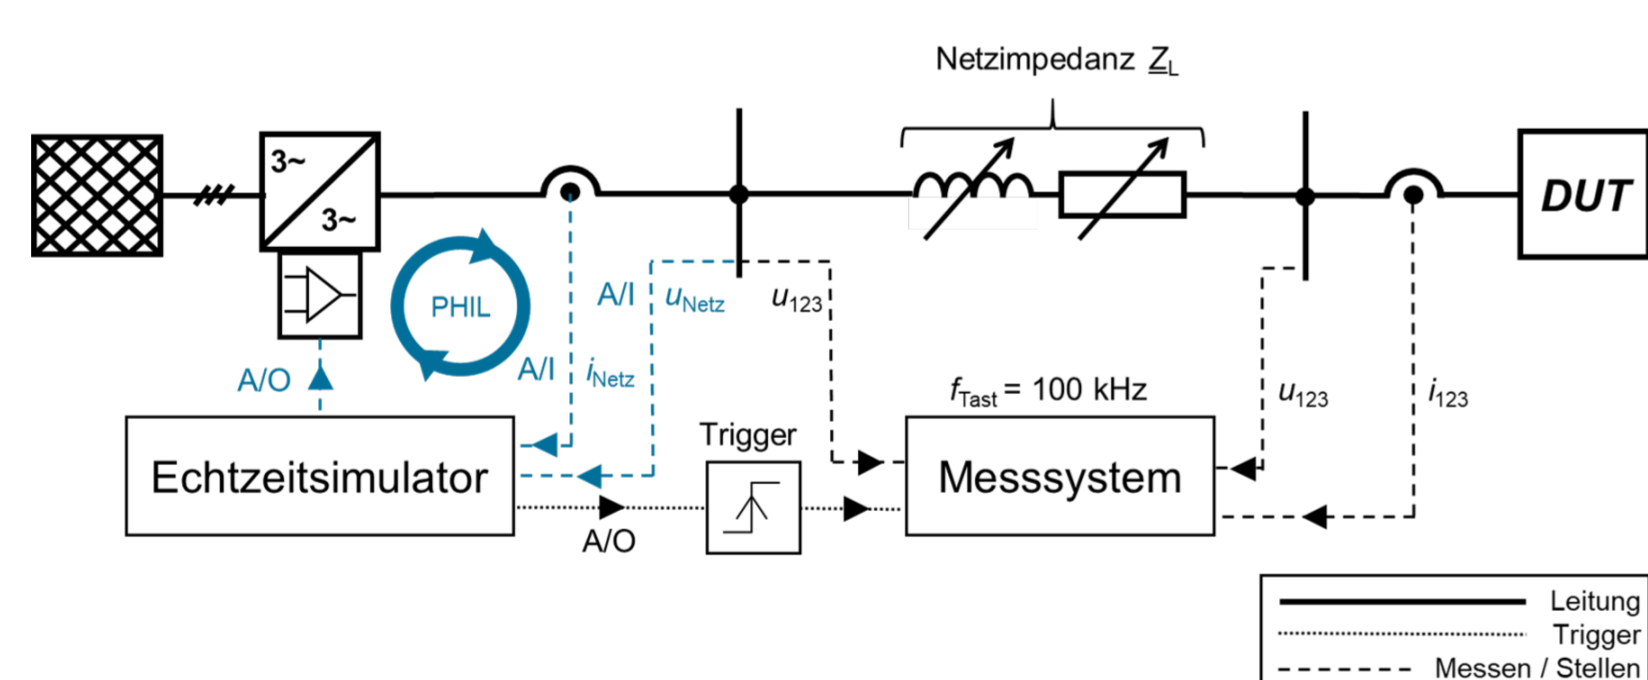 Netzimpedanz Z_L
3~
3~
DUT
PHIL
A/I
u_Netz
u_123
A/O
A/I
i_Netz
f_Tast = 100 kHz
u_123
i_123
Trigger
Echtzeitsimulator
Messsystem
A/O
Leitung
Trigger
Messen / Stellen